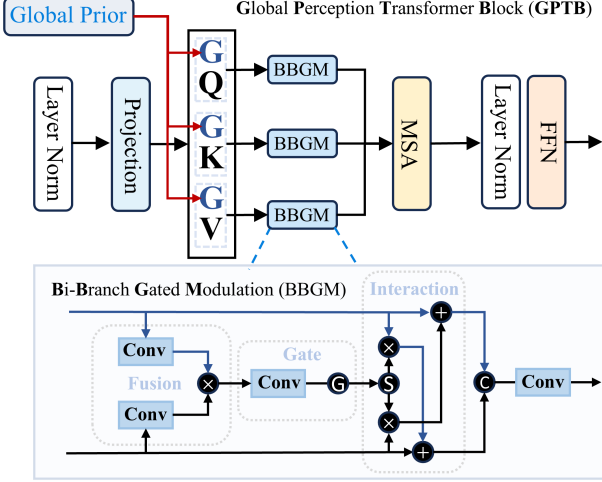 Global Prior
Global Perception Transformer Block (GPTB)
Layer Norm
Projection
G
Q
G
K
G
V
BBGM
BBGM
BBGM
MSA
Layer Norm
FFN
Bi-Branch Gated Modulation (BBGM)
Interaction
Conv
Fusion
Conv
×
Gate
Conv
G
×
S
×
+
+
C
Conv